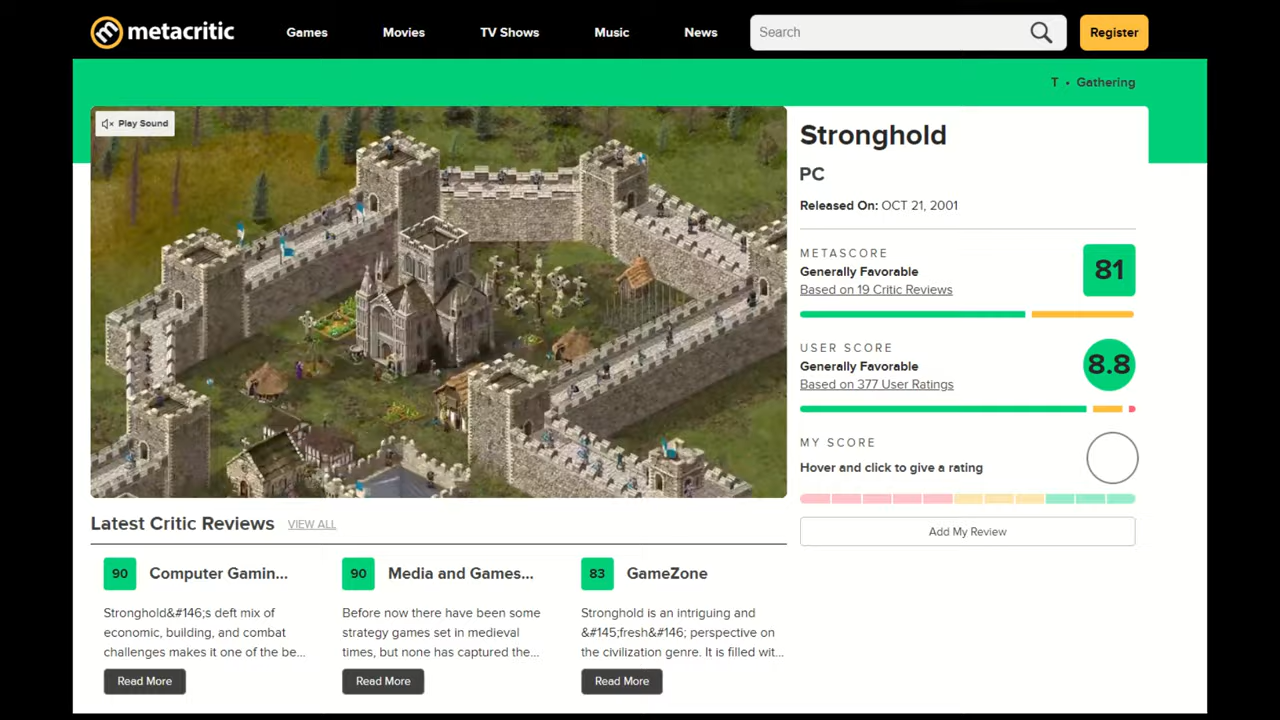 metacritic
Games
Movies
TV Shows
Music
News
Search
Register
T • Gathering
Play Sound
Stronghold
PC
Released On: OCT 21, 2001
METASCORE
Generally Favorable
Based on 19 Critic Reviews
81
USER SCORE
Generally Favorable
Based on 377 User Ratings
8.8
MY SCORE
Hover and click to give a rating
Add My Review
Latest Critic Reviews VIEW ALL
90 Computer Gamin...
Stronghold&#146;s deft mix of
economic, building, and combat
challenges makes it one of the be...
Read More
90 Media and Games...
Before now there have been some
strategy games set in medieval
times, but none has captured the...
Read More
83 GameZone
Stronghold is an intriguing and
&#145;fresh&#146; perspective on
the civilization genre. It is filled wit...
Read More